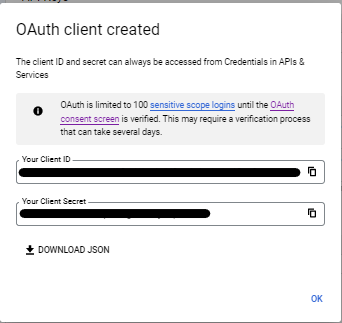 OAuth client created
The client ID and secret can always be accessed from Credentials in APIs &
Services
OAuth is limited to 100 sensitive scope logins until the OAuth
consent screen is verified. This may require a verification process
that can take several days.
Your Client ID
Your Client Secret
DOWNLOAD JSON
OK